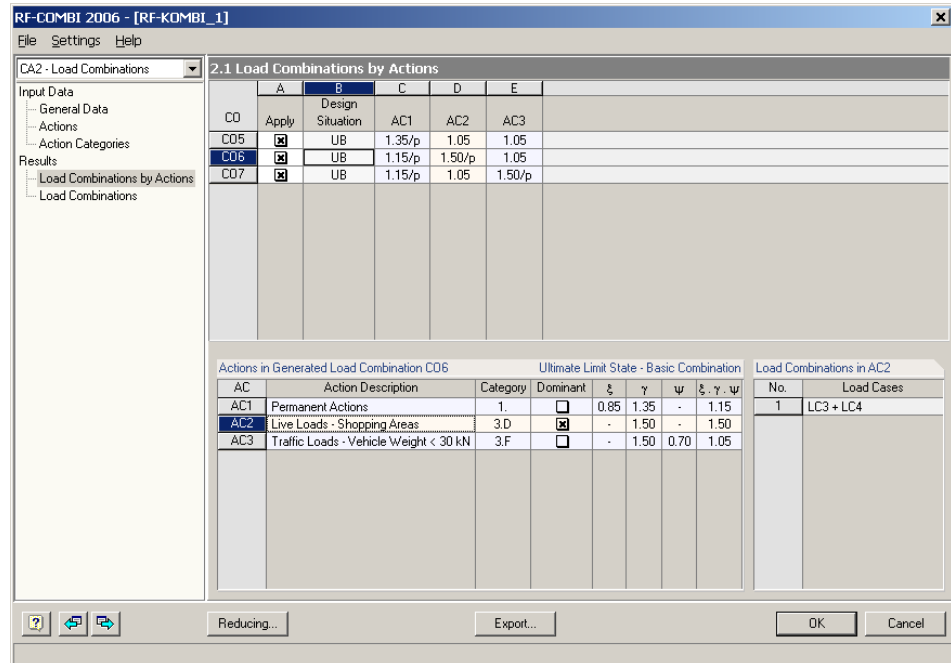 RF-COMBI 2006 - [RF-KOMBI_1]
File Settings Help
CA2 - Load Combinations
Input Data
General Data
Actions
Action Categories
Results
Load Combinations by Actions
Load Combinations
2.1 Load Combinations by Actions
A B C D E
CO Apply Design Situation AC1 AC2 AC3
CO5 UB 1.35/p 1.05 1.05
CO6 UB 1.15/p 1.50/p 1.05
CO7 UB 1.15/p 1.05 1.50/p
Actions in Generated Load Combination CO6 Ultimate Limit State - Basic Combination
AC Action Description Category Dominant ξ γ ψ ξ.γ.ψ
AC1 Permanent Actions 1. 0.85 1.35 - 1.15
AC2 Live Loads - Shopping Areas 3.D - 1.50 - 1.50
AC3 Traffic Loads - Vehicle Weight < 30 kN 3.F - 1.50 0.70 1.05
Load Combinations in AC2
No. Load Cases
1 LC3 + LC4
Reducing... Export... OK Cancel